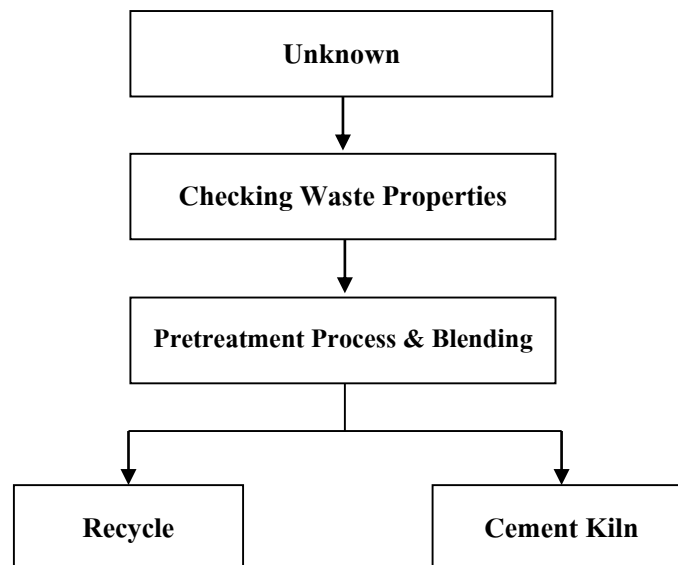 Unknown
Checking Waste Properties
Pretreatment Process & Blending
Recycle
Cement Kiln